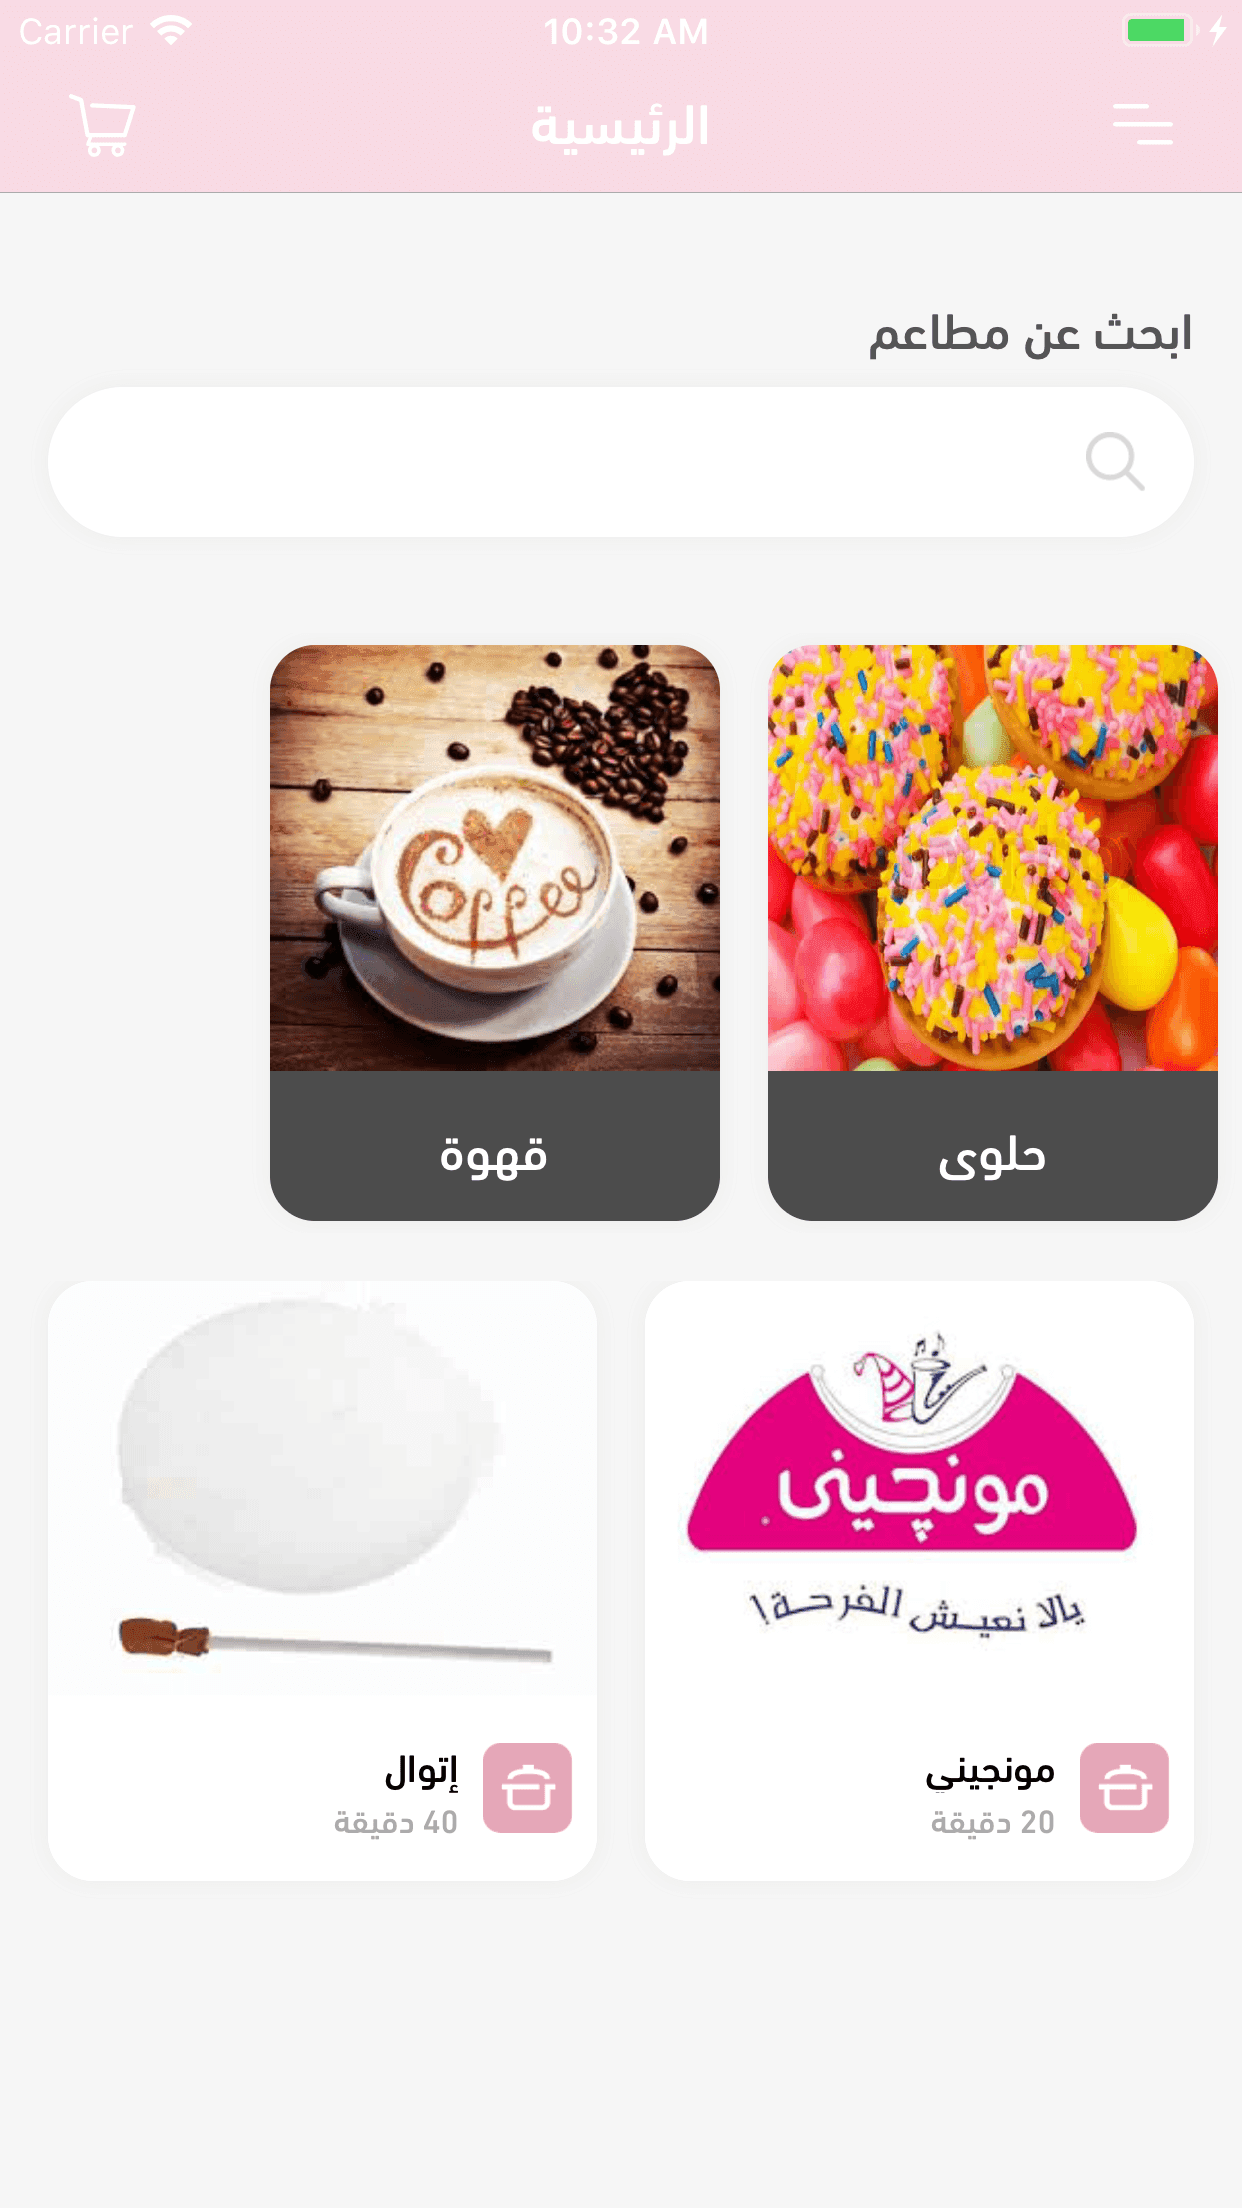 Carrier
10:32 AM
الرئيسية
ابحث عن مطاعم
Coffee
حلوى
قهوة
مونچينى
يالا نعيش الفرحة!
مونجيني
20 دقيقة
إتوال
40 دقيقة